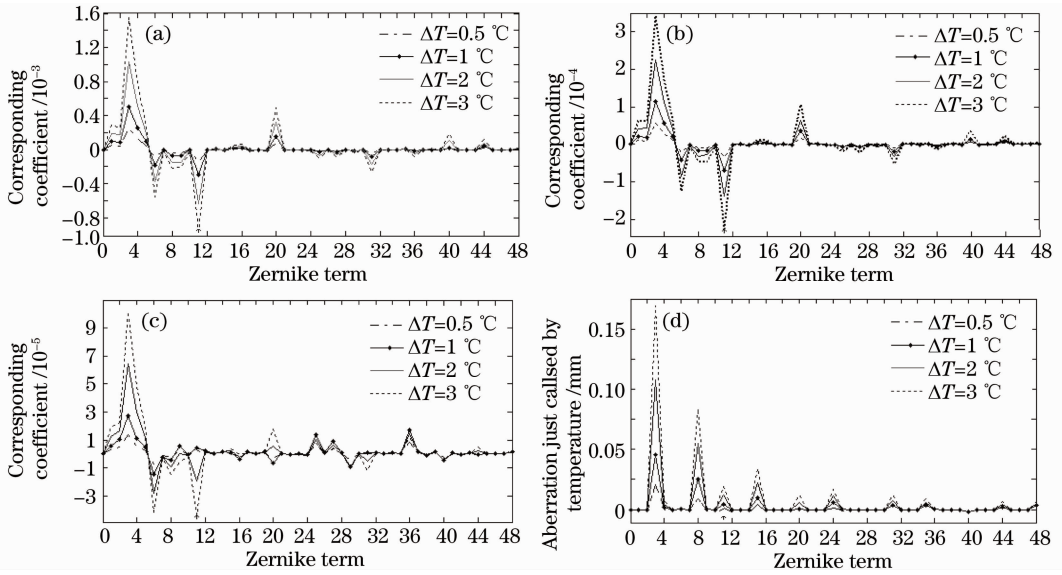 (a)
ΔT=0.5 ℃
ΔT=1 ℃
ΔT=2 ℃
ΔT=3 ℃
1.6
1.2
0.8
0.4
0
−0.4
−0.8
−1.0
Corresponding
coefficient /10⁻³
0 4 8 12 16 20 24 28 32 36 40 44 48
Zernike term
(b)
ΔT=0.5 ℃
ΔT=1 ℃
ΔT=2 ℃
ΔT=3 ℃
3
2
1
0
−1
−2
Corresponding
coefficient /10⁻⁴
0 4 8 12 16 20 24 28 32 36 40 44 48
Zernike term
(c)
ΔT=0.5 ℃
ΔT=1 ℃
ΔT=2 ℃
ΔT=3 ℃
9
7
5
3
1
−1
−3
Corresponding
coefficient /10⁻⁵
0 4 8 12 16 20 24 28 32 36 40 44 48
Zernike term
(d)
ΔT=0.5 ℃
ΔT=1 ℃
ΔT=2 ℃
ΔT=3 ℃
0.15
0.10
0.05
0
Aberration just callsed by
temperature /mm
0 4 8 12 16 20 24 28 32 36 40 44 48
Zernike term